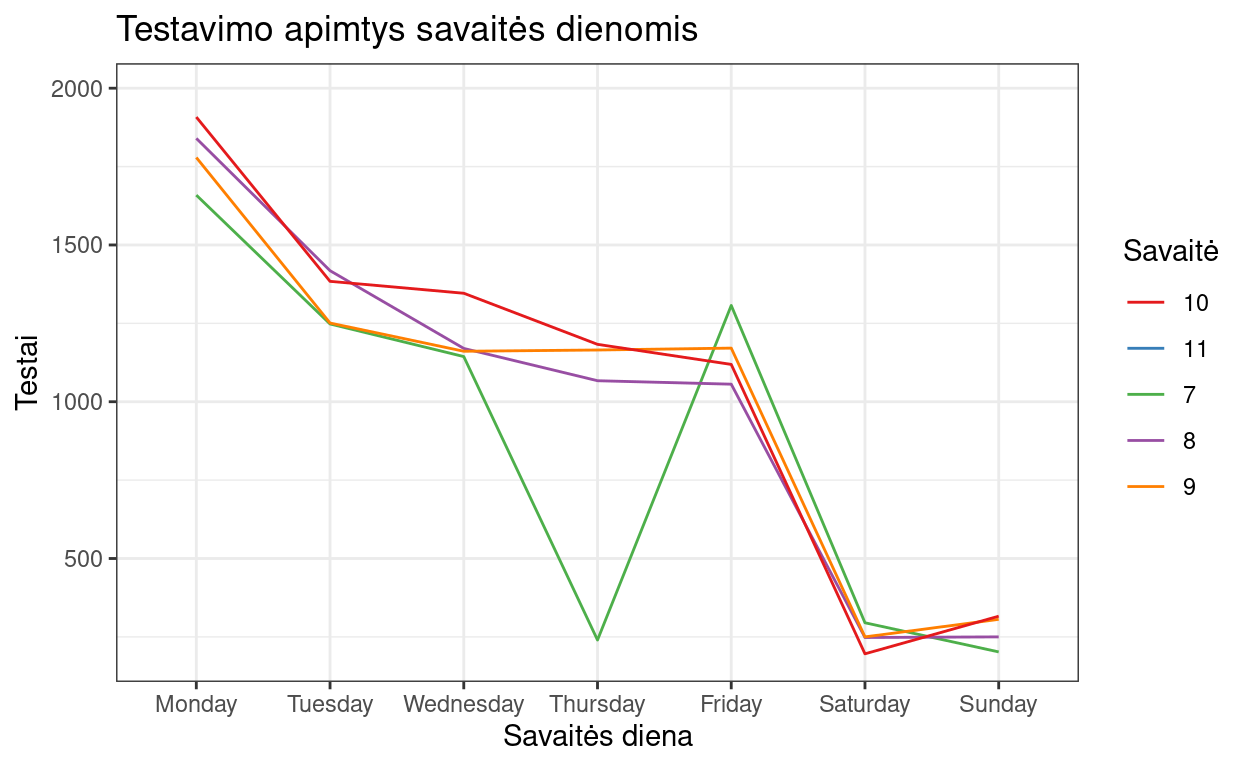 Testavimo apimtys savaitės dienomis
Testai
2000
1500
1000
500
Monday Tuesday Wednesday Thursday Friday Saturday Sunday
Savaitės diena
Savaitė
10
11
7
8
9